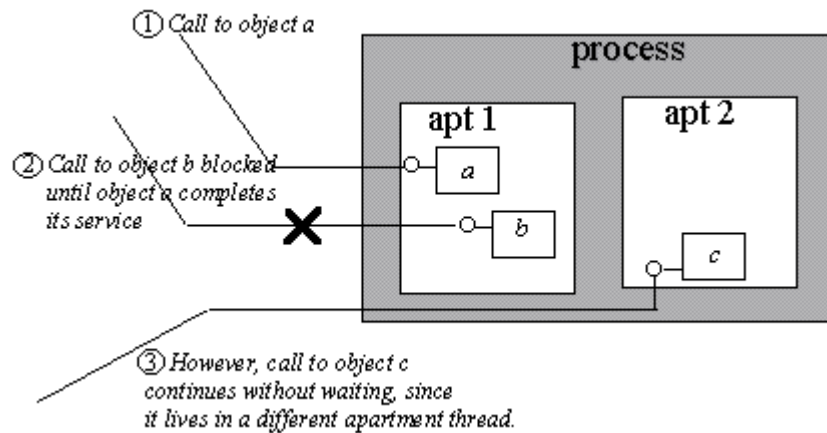 ① Call to object a
process
apt 1
apt 2
a
② Call to object b blocked
until object a completes
its service
b
c
③ However, call to object c
continues without waiting, since
it lives in a different apartment thread.